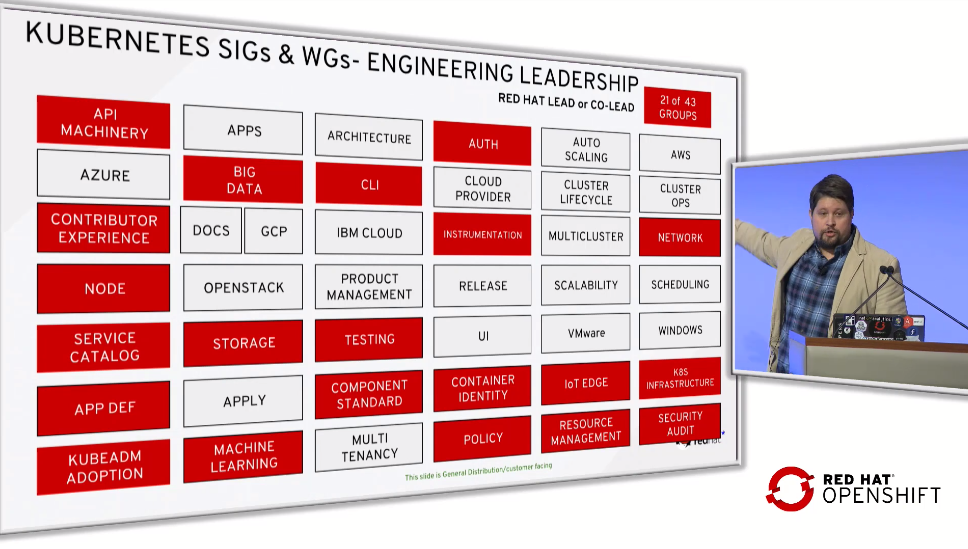 KUBERNETES SIGs & WGs- ENGINEERING LEADERSHIP
RED HAT LEAD or CO-LEAD
21 of 43
GROUPS
API
MACHINERY
APPS
ARCHITECTURE
AUTH
AUTO
SCALING
AWS
AZURE
BIG
DATA
CLI
CLOUD
PROVIDER
CLUSTER
LIFECYCLE
CLUSTER
OPS
CONTRIBUTOR
EXPERIENCE
DOCS
GCP
IBM CLOUD
INSTRUMENTATION
MULTICLUSTER
NETWORK
NODE
OPENSTACK
PRODUCT
MANAGEMENT
RELEASE
SCALABILITY
SCHEDULING
SERVICE
CATALOG
STORAGE
TESTING
UI
VMware
WINDOWS
APP DEF
APPLY
COMPONENT
STANDARD
CONTAINER
IDENTITY
IoT EDGE
K8S
INFRASTRUCTURE
KUBEADM
ADOPTION
MACHINE
LEARNING
MULTI
TENANCY
POLICY
RESOURCE
MANAGEMENT
SECURITY
AUDIT
redhat
This slide is General Distribution/customer facing
RED HAT®
OPENSHIFT